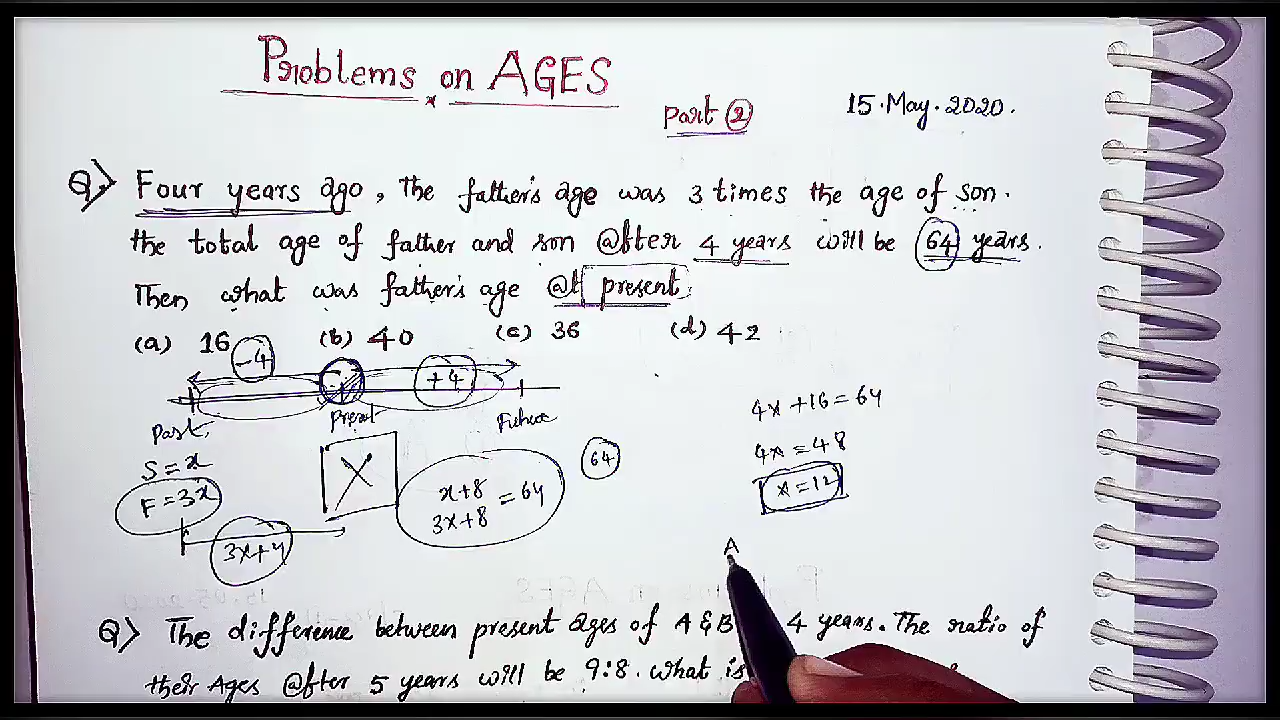 Problems on AGES
Part 2
15.May.2020.
Q> Four years ago, the father's age was 3 times the age of son.
the total age of father and son @fter 4 years will be 64 years.
Then what was father's age @t present.
(a) 16 (b) 40 (c) 36 (d) 42
-4 +4
Past Present Future
S = x
F = 3x
3x+4
X
x+8
3x+8 = 64
64
4x +16 = 64
4x = 48
x = 12
A
Q> The difference between present ages of A & B 4 years. The ratio of
their Ages @fter 5 years will be 9:8. what is